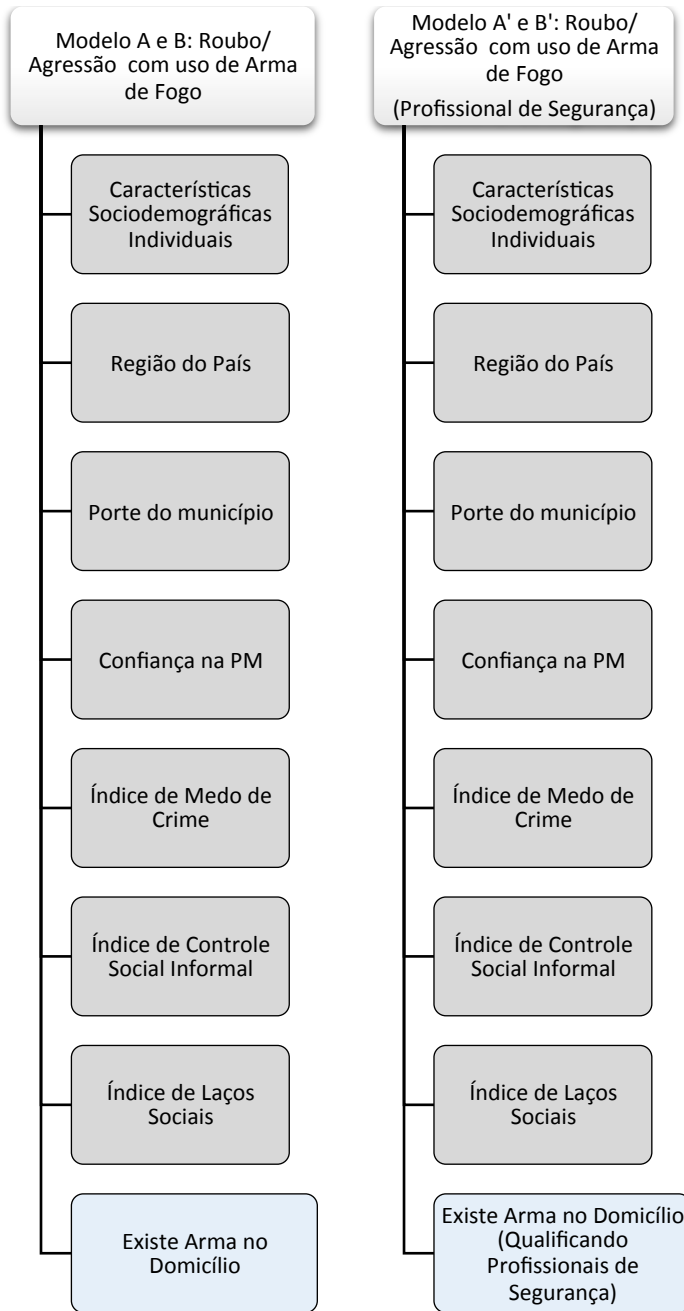 Modelo A e B: Roubo/
Agressão com uso de Arma
de Fogo
Características
Sociodemográficas
Individuais
Região do País
Porte do município
Confiança na PM
Índice de Medo de
Crime
Índice de Controle
Social Informal
Índice de Laços
Sociais
Existe Arma no
Domicílio
Modelo A' e B': Roubo/
Agressão com uso de Arma
de Fogo
(Profissional de Segurança)
Características
Sociodemográficas
Individuais
Região do País
Porte do município
Confiança na PM
Índice de Medo de
Crime
Índice de Controle
Social Informal
Índice de Laços
Sociais
Existe Arma no Domicílio
(Qualificando
Profissionais de
Segurança)